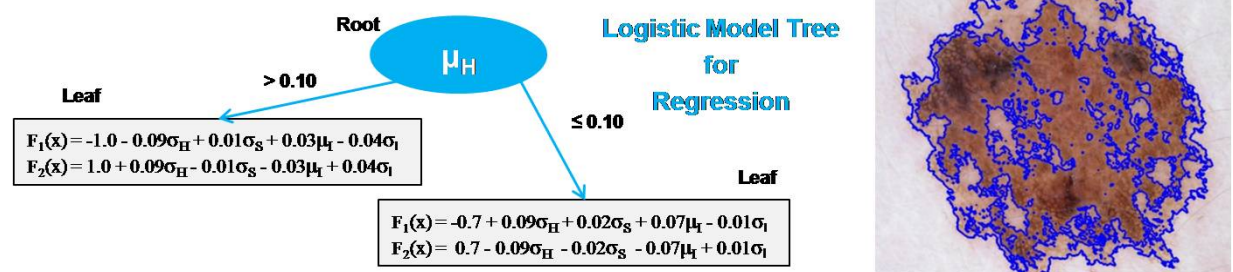 Root
μH
Logistic Model Tree
for
Regression
> 0.10
≤ 0.10
Leaf
F1(x) = -1.0 - 0.09σH + 0.01σS + 0.03μI - 0.04σI
F2(x) = 1.0 + 0.09σH - 0.01σS - 0.03μI + 0.04σI
Leaf
F1(x) = -0.7 + 0.09σH + 0.02σS + 0.07μI - 0.01σI
F2(x) = 0.7 - 0.09σH - 0.02σS - 0.07μI + 0.01σI